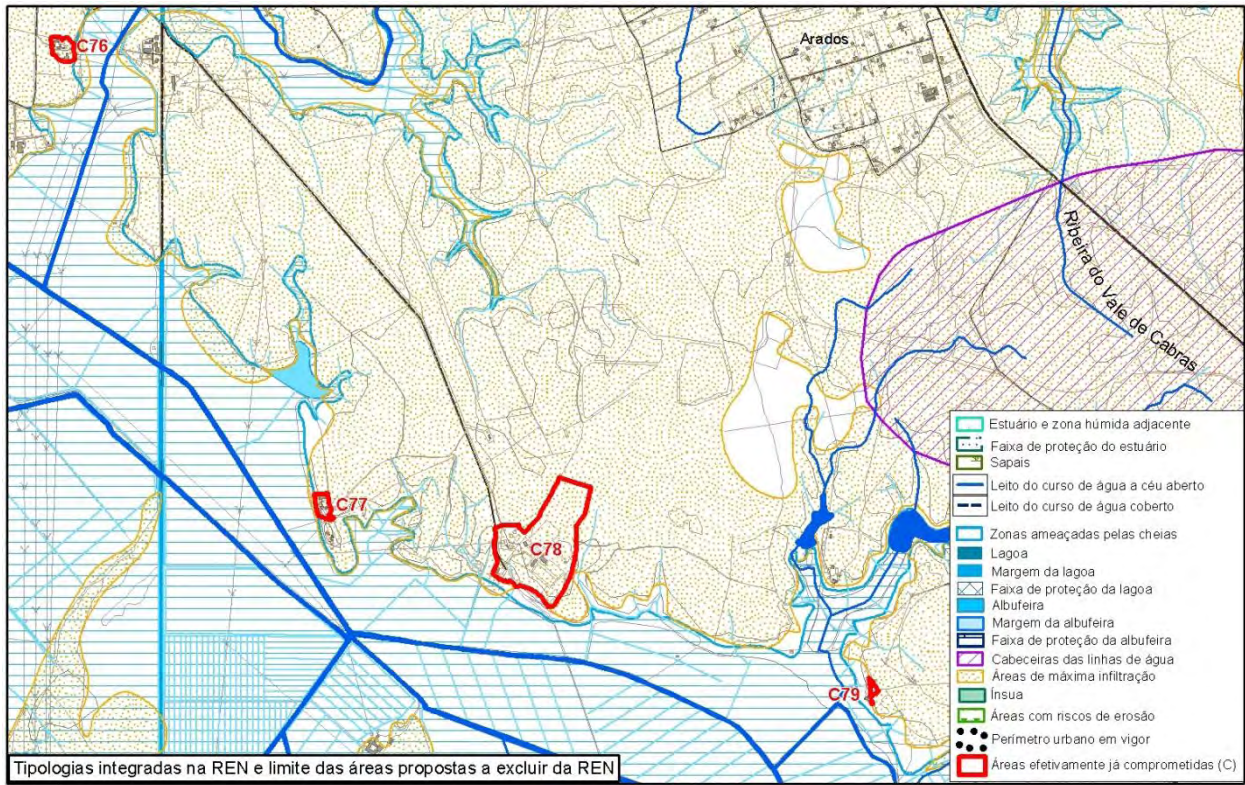 C76
Arados
Ribeira do Vale de Cabras
C77
C78
C79
Estuário e zona húmida adjacente
Faixa de proteção do estuário
Sapais
Leito do curso de água a céu aberto
Leito do curso de água coberto
Zonas ameaçadas pelas cheias
Lagoa
Margem da lagoa
Faixa de proteção da lagoa
Albufeira
Margem da albufeira
Faixa de proteção da albufeira
Cabeceiras das linhas de água
Áreas de máxima infiltração
Ínsua
Áreas com riscos de erosão
Perímetro urbano em vigor
Áreas efetivamente já comprometidas (C)
Tipologias integradas na REN e limite das áreas propostas a excluir da REN